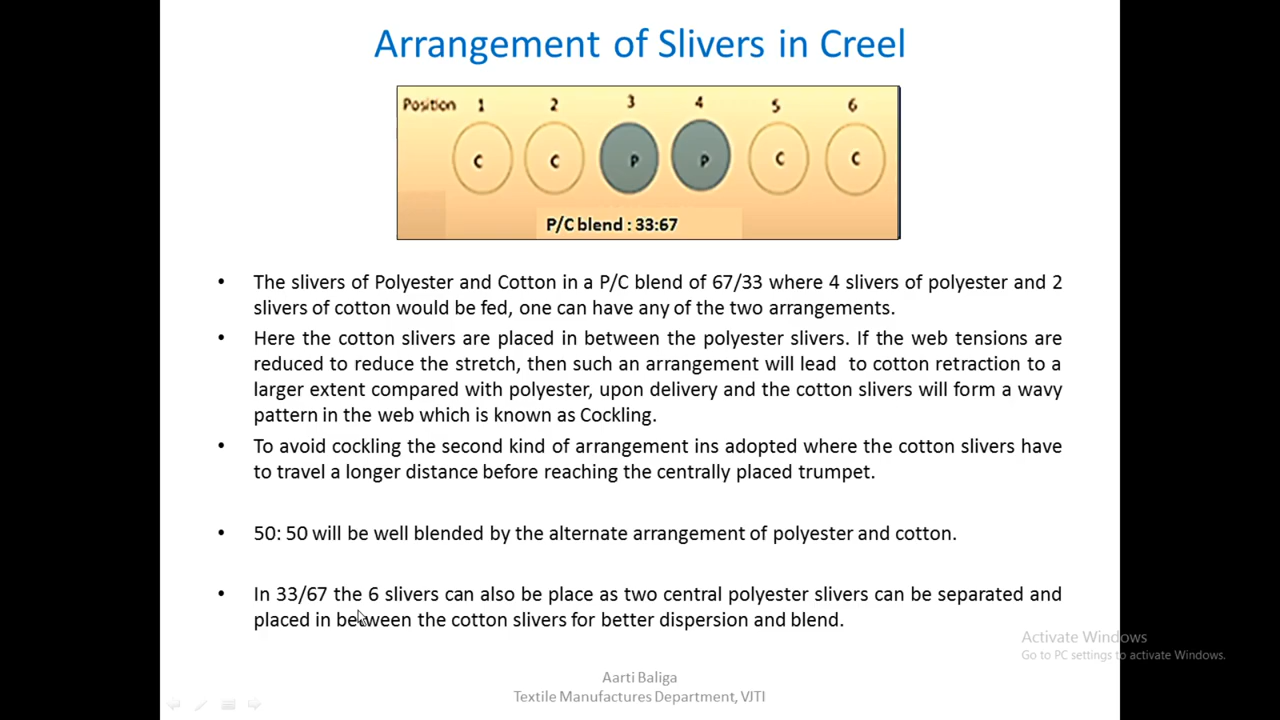 Arrangement of Slivers in Creel
Position 1 2 3 4 5 6
C C P P C C
P/C blend : 33:67
• The slivers of Polyester and Cotton in a P/C blend of 67/33 where 4 slivers of polyester and 2
slivers of cotton would be fed, one can have any of the two arrangements.
• Here the cotton slivers are placed in between the polyester slivers. If the web tensions are
reduced to reduce the stretch, then such an arrangement will lead to cotton retraction to a
larger extent compared with polyester, upon delivery and the cotton slivers will form a wavy
pattern in the web which is known as Cockling.
• To avoid cockling the second kind of arrangement ins adopted where the cotton slivers have
to travel a longer distance before reaching the centrally placed trumpet.
• 50: 50 will be well blended by the alternate arrangement of polyester and cotton.
• In 33/67 the 6 slivers can also be place as two central polyester slivers can be separated and
placed in between the cotton slivers for better dispersion and blend.
Activate Windows
Go to PC settings to activate Windows.
Aarti Baliga
Textile Manufactures Department, VJTI